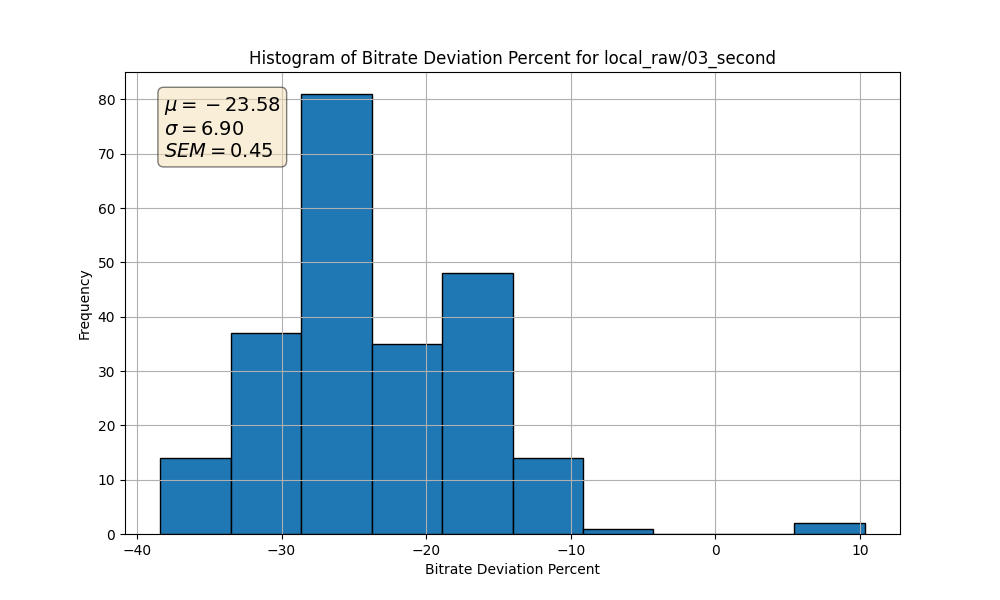 Histogram of Bitrate Deviation Percent for local_raw/03_second
μ = −23.58
σ = 6.90
SEM = 0.45
Frequency
80
70
60
50
40
30
20
10
0
−40 −30 −20 −10 0 10
Bitrate Deviation Percent